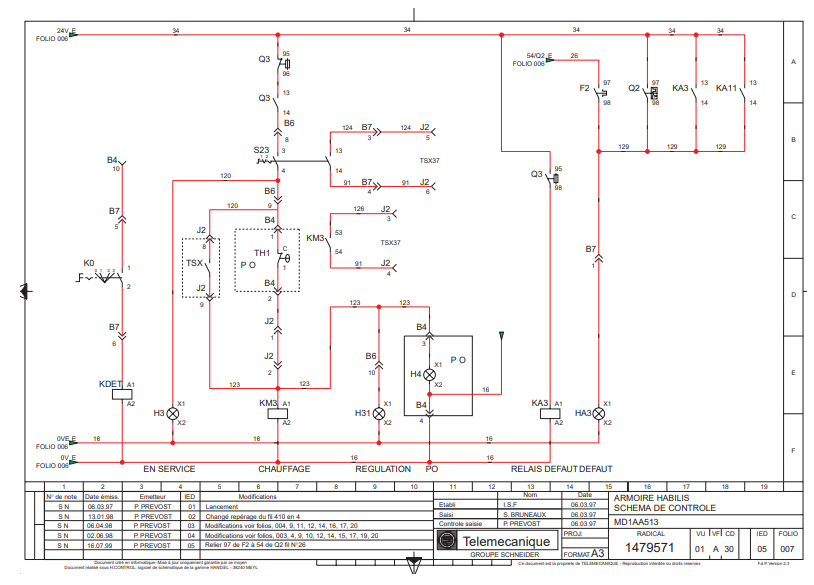 24V_E
FOLIO 006
34
34
34
34
54/Q2_E
FOLIO 006
26
Q3
95
96
Q3
13
14
B6
8
F2
97
98
Q2
97
98
KA3
13
14
KA11
13
14
A
B
C
D
E
F
S23
3
4
13
14
124
B7
3
124
J2
5
TSX37
91
B7
4
91
J2
6
129
129
129
B4
10
120
B6
9
120
Q3
95
98
B7
5
J2
8
B4
1
126
J2
3
KM3
53
54
TSX37
91
J2
4
TSX
P O
TH1
C
1
B7
1
K0
1
2
J2
9
B4
2
B7
6
J2
1
J2
2
123
123
B4
3
P O
B6
10
H4
X1
X2
B4
4
16
123
123
KDET
A1
A2
H3
X1
X2
KM3
A1
A2
H31
X1
X2
KA3
A1
A2
HA3
X1
X2
0VE_E
FOLIO 006
16
16
16
0V_E
FOLIO 006
16
16
EN SERVICE
CHAUFFAGE
REGULATION
PO
RELAIS DEFAUT
DEFAUT
1 2 3 4 5 6 7 8 9 10 11 12 13 14 15 16 17 18 19
N° de note Date émiss. Emetteur IED Modifications
S N 06.03.97 P. PREVOST 01 Lancement
S N 13.01.98 P. PREVOST 02 Changé repérage du fil 410 en 4
S N 06.04.98 P. PREVOST 03 Modifications voir folios, 004, 9, 11, 12, 14, 16, 17, 20
S N 02.06.98 P. PREVOST 04 Modifications voir folios, 003, 4, 9, 10, 12, 14, 15, 17, 19, 20
S N 16.07.99 P. PREVOST 05 Relier 97 de F2 à 54 de Q2 fil N°26
Nom Date
Etabli I.S.F 06.03.97
Saisi S. BRUNEAUX 06.03.97
Controle saisie P. PREVOST 06.03.97
Telemecanique
GROUPE SCHNEIDER
PROJ.
FORMAT A3
ARMOIRE HABILIS
SCHEMA DE CONTROLE
MD1AA513
RADICAL VU VF CD IED FOLIO
1479571 01 A 30 05 007
Document créé en informatique-Mise à jour uniquement garantie par ce moyen
Document réalisé sous H.CONTROL, logiciel de schématique de la gamme HANDIEL - 38240 MEYL
Ce document est la propriété de TELEMECANIQUE - Reproduction interdite ou droits reserves
Fd.P. Version 2.3